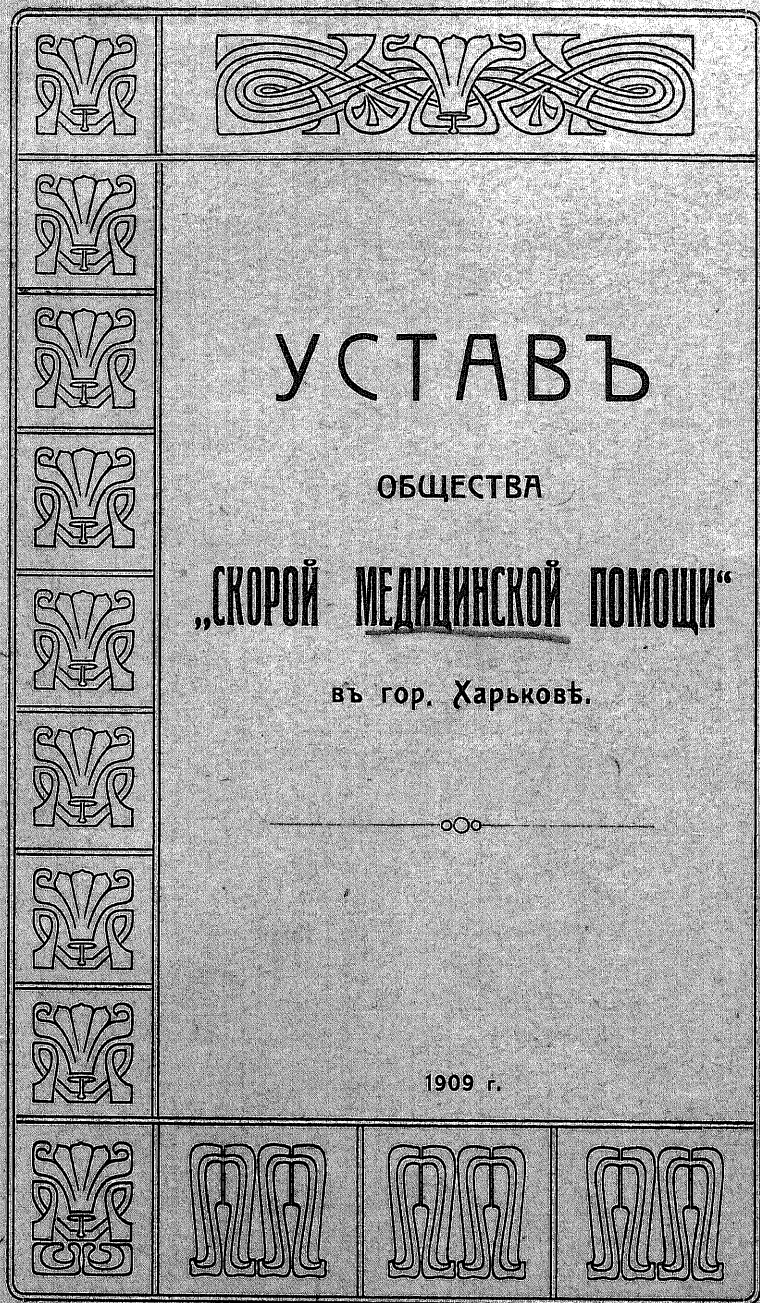 УСТАВЪ
ОБЩЕСТВА
„СКОРОЙ МЕДИЦИНСКОЙ ПОМОЩИ“
въ гор. Харьковѣ.
1909 г.